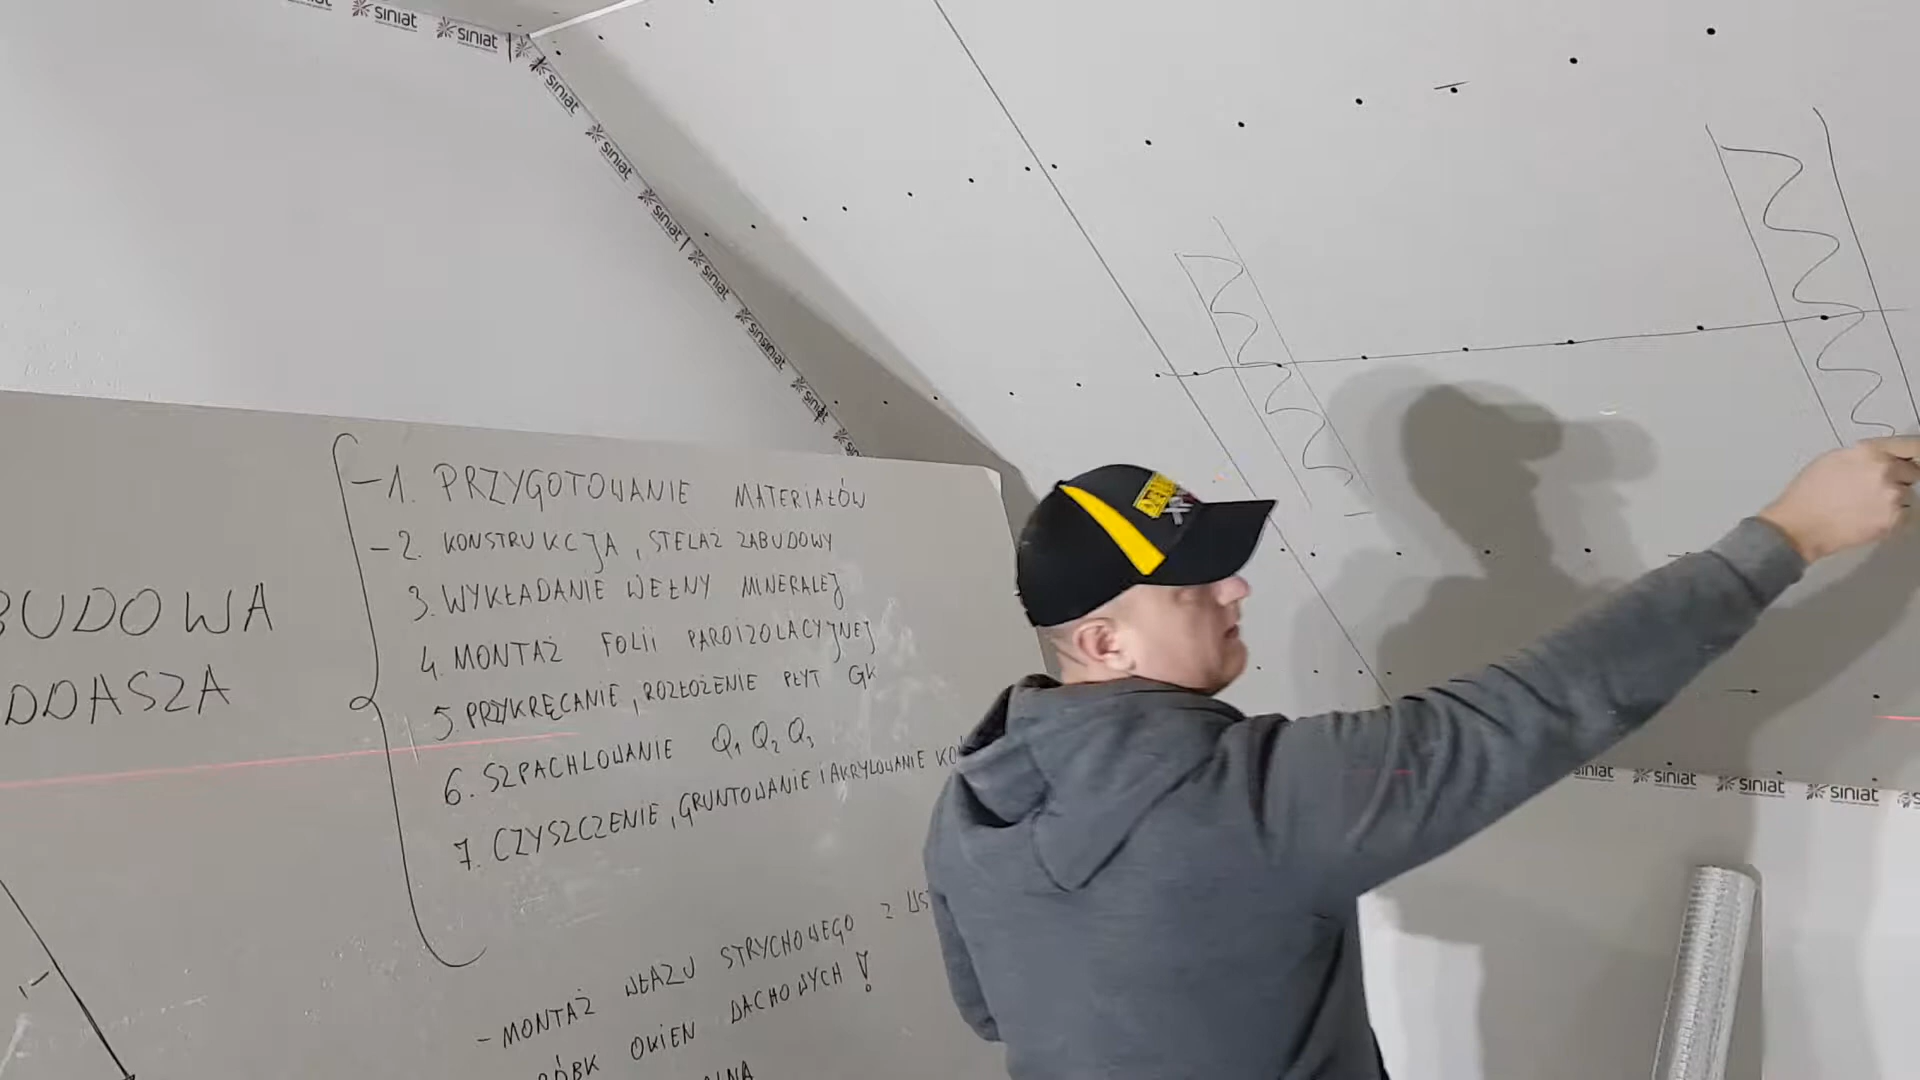 siniat
siniat
siniat
siniat
siniat
siniat
siniat
siniat
- 1. PRZYGOTOWANIE MATERIAŁÓW
- 2. KONSTRUKCJA, STELAŻ ZABUDOWY
3. WYKŁADANIE WEŁNY MINERALEJ
4. MONTAŻ FOLII PAROIZOLACYJNEJ
5. PRZYKRĘCANIE, ROZŁOŻENIE PŁYT GK
6. SZPACHLOWANIE Q1 Q2 Q3
7. CZYSZCZENIE, GRUNTOWANIE i AKRYLOWANIE
BUDOWA
DDASZA
- MONTAŻ WŁAZU STRYCHOWEGO Z
ÓBK OKIEN DACHOWYCH !
siniat siniat siniat siniat